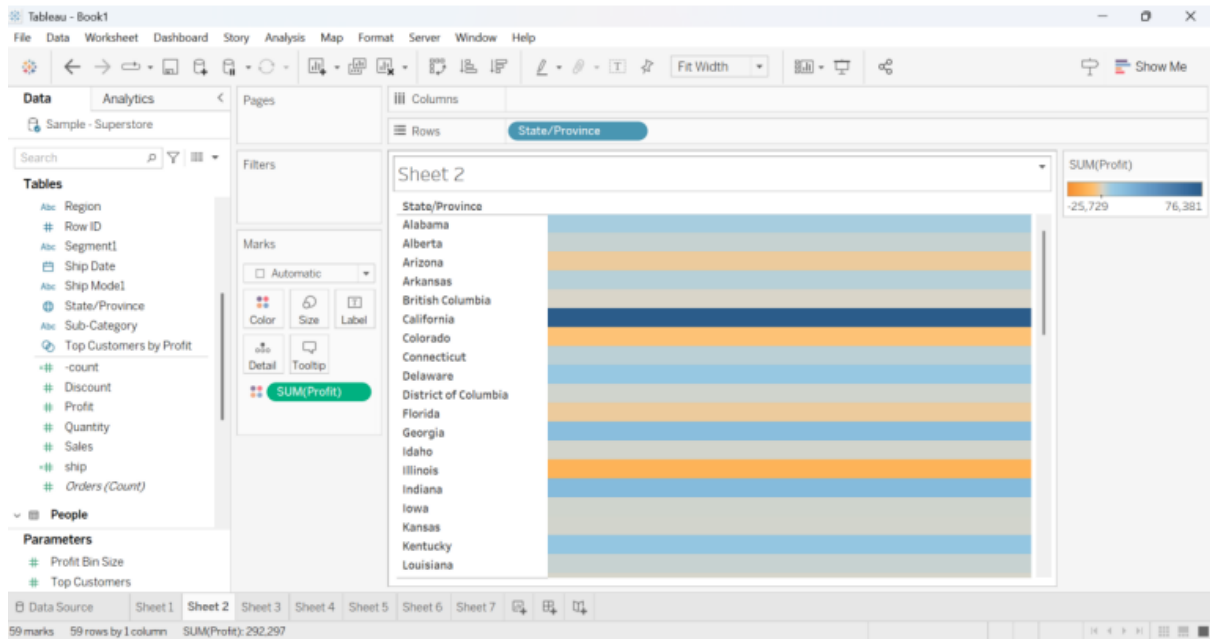 Tableau - Book1
File Data Worksheet Dashboard Story Analysis Map Format Server Window Help
Fit Width
Show Me
Data Analytics
Sample - Superstore
Search
Tables
Abc Region
# Row ID
Abc Segment1
Ship Date
Abc Ship Mode1
State/Province
Abc Sub-Category
Top Customers by Profit
=# -count
# Discount
# Profit
# Quantity
# Sales
=# ship
# Orders (Count)
People
Parameters
# Profit Bin Size
# Top Customers
Pages
Filters
Marks
Automatic
Color Size Label
Detail Tooltip
SUM(Profit)
Columns
Rows State/Province
Sheet 2
State/Province
Alabama
Alberta
Arizona
Arkansas
British Columbia
California
Colorado
Connecticut
Delaware
District of Columbia
Florida
Georgia
Idaho
Illinois
Indiana
Iowa
Kansas
Kentucky
Louisiana
SUM(Profit)
-25,729 76,381
Data Source Sheet 1 Sheet 2 Sheet 3 Sheet 4 Sheet 5 Sheet 6 Sheet 7
59 marks 59 rows by 1 column SUM(Profit): 292,297